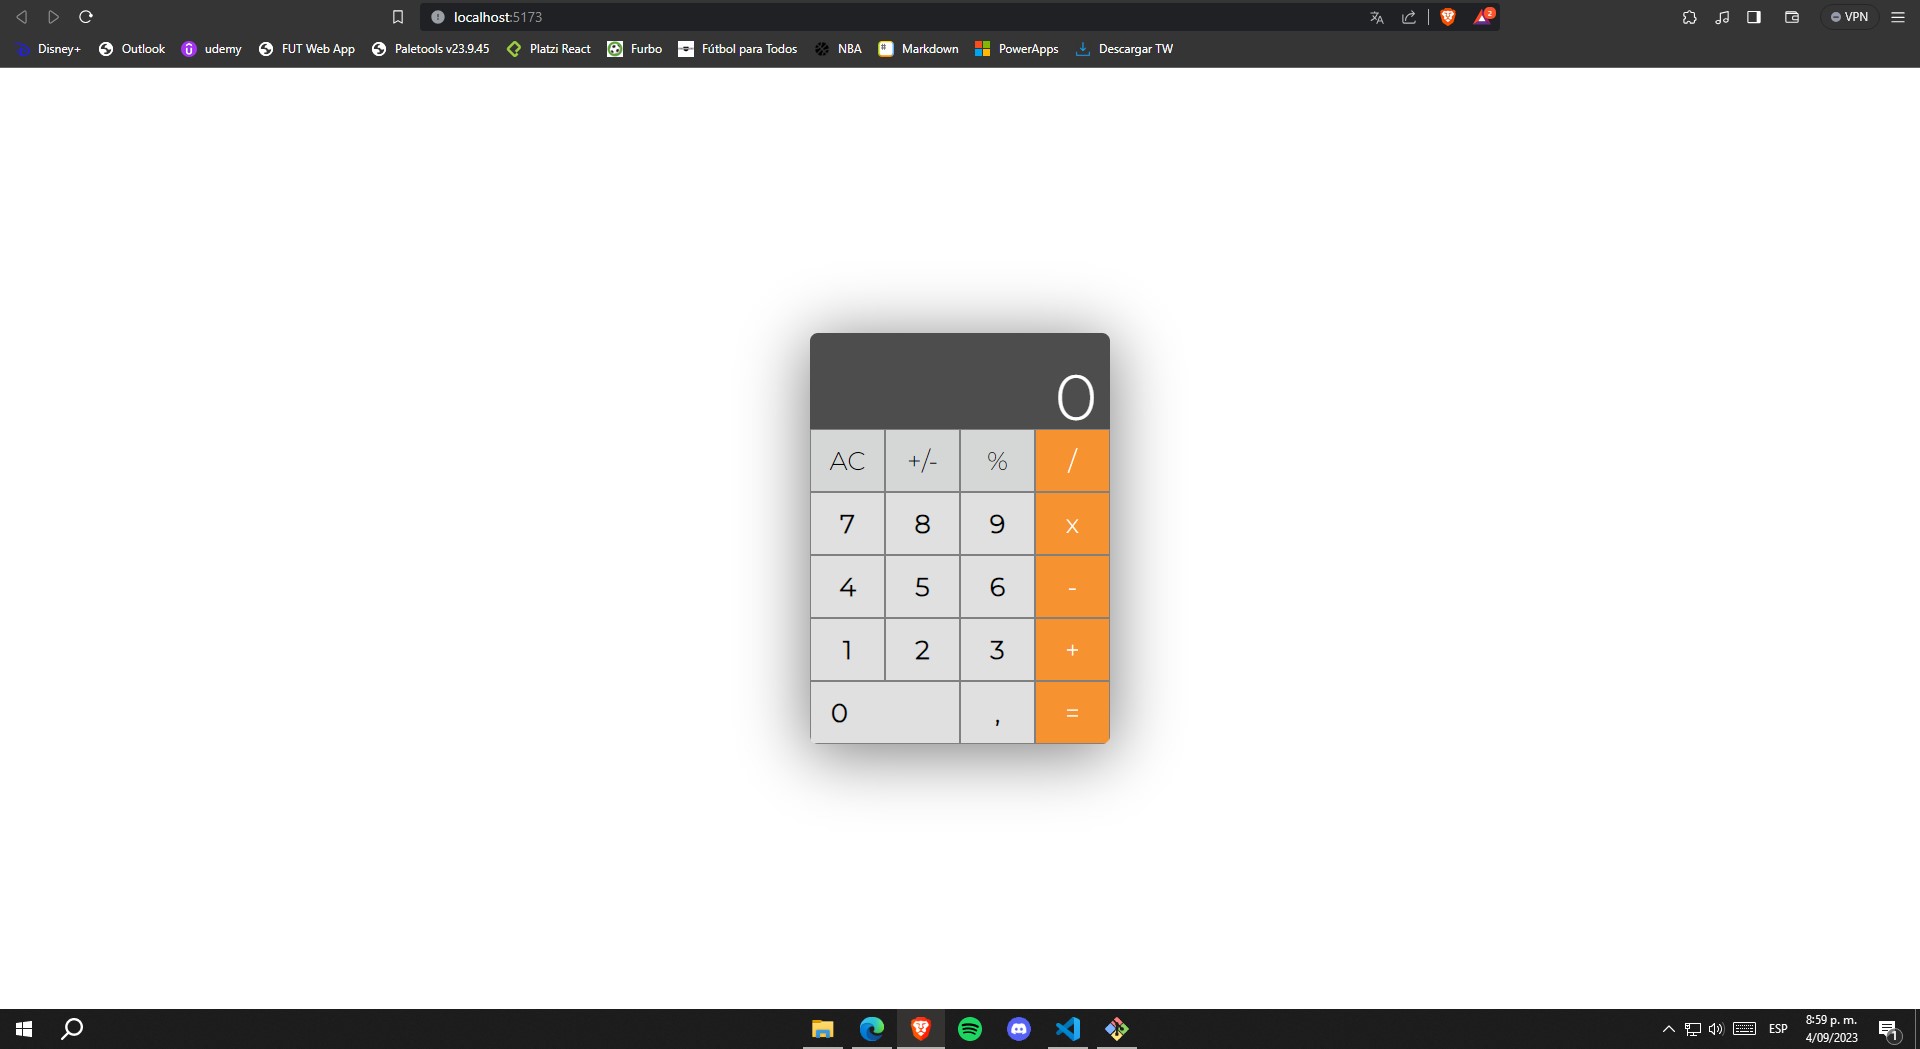 localhost:5173
2
VPN
Disney+ Outlook udemy FUT Web App Paletools v23.9.45 Platzi React Furbo Fútbol para Todos NBA Markdown PowerApps Descargar TW
0
AC +/- % /
7 8 9 x
4 5 6 -
1 2 3 +
0 , =
ESP
8:59 p. m.
4/09/2023
1